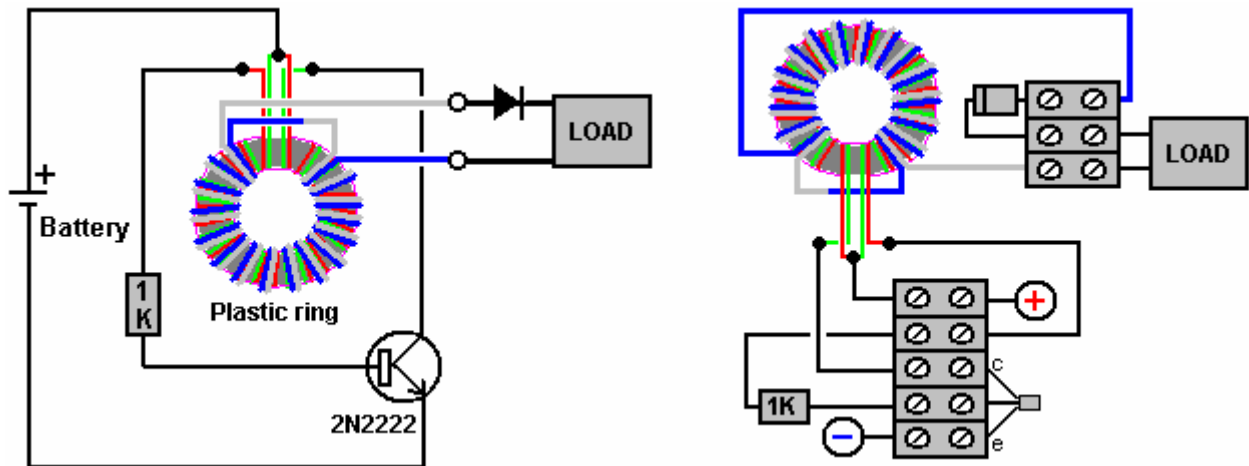 +
Battery
1
K
Plastic ring
2N2222
LOAD
LOAD
+
c
1K
−
e